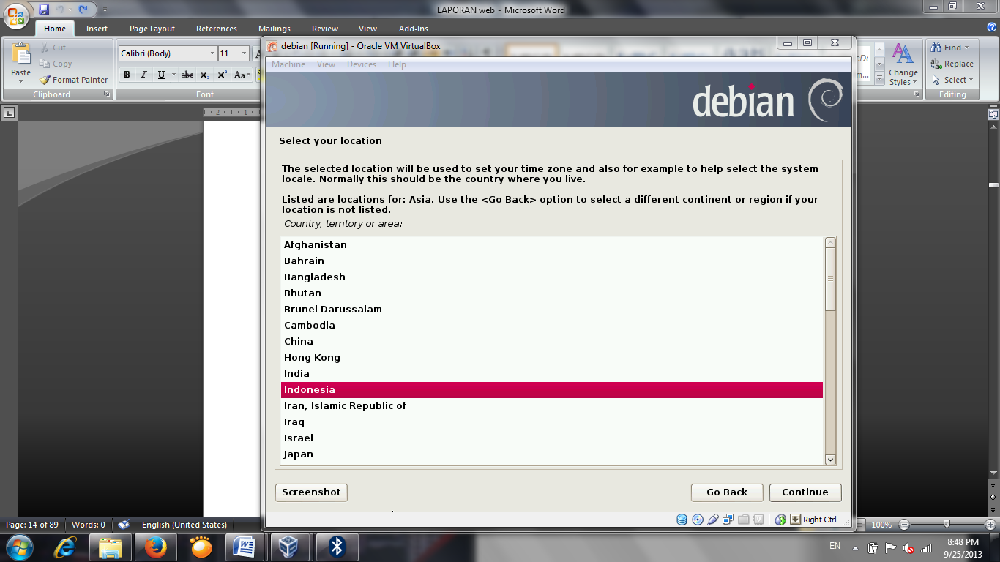 LAPORAN web - Microsoft Word
Home Insert Page Layout References Mailings Review View Add-Ins
Paste
Cut
Copy
Format Painter
Clipboard
Calibri (Body) 11
B I U abc x₂ x² Aa
Font
Change
Styles
Find
Replace
Select
Editing
2 1
debian [Running] - Oracle VM VirtualBox
Machine View Devices Help
debian
Select your location
The selected location will be used to set your time zone and also for example to help select the system
locale. Normally this should be the country where you live.
Listed are locations for: Asia. Use the <Go Back> option to select a different continent or region if your
location is not listed.
Country, territory or area:
Afghanistan
Bahrain
Bangladesh
Bhutan
Brunei Darussalam
Cambodia
China
Hong Kong
India
Indonesia
Iran, Islamic Republic of
Iraq
Israel
Japan
Screenshot Go Back Continue
Right Ctrl
Page: 14 of 89 Words: 0 English (United States) 100%
EN 8:48 PM
9/25/2013